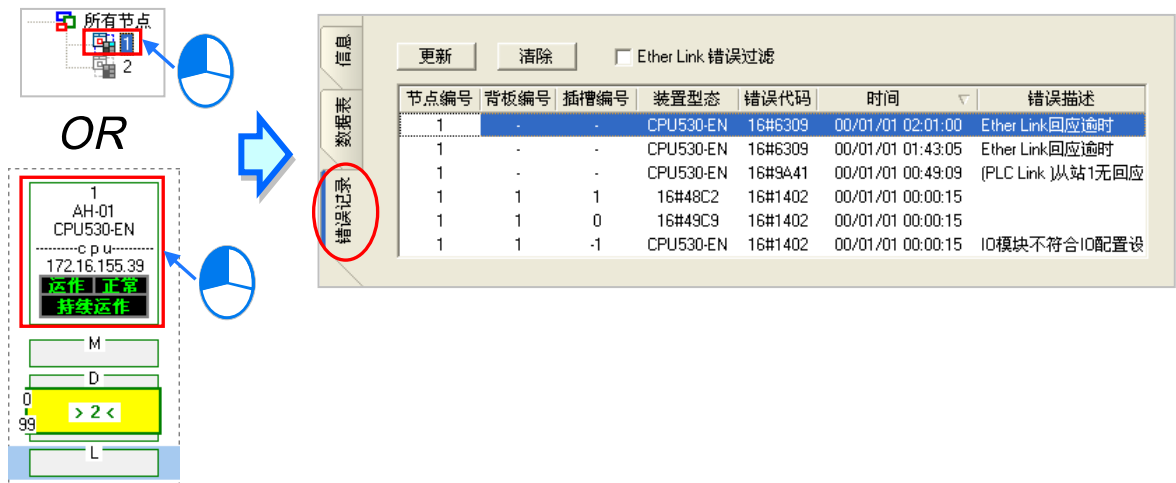 所有节点
1
2
OR
1
AH-01
CPU530-EN
--------c p u--------
172.16.155.39
运作 正常
持续运作
M
D
0
99
> 2 <
L
信息
数据表
错误记录
更新 清除 Ether Link 错误过滤
节点编号 背板编号 插槽编号 装置型态 错误代码 时间 错误描述
1 - - CPU530-EN 16#6309 00/01/01 02:01:00 Ether Link回应逾时
1 - - CPU530-EN 16#6309 00/01/01 01:43:05 Ether Link回应逾时
1 - - CPU530-EN 16#9A41 00/01/01 00:49:09 (PLC Link )从站1无回应
1 1 1 16#48C2 16#1402 00/01/01 00:00:15
1 1 0 16#49C9 16#1402 00/01/01 00:00:15
1 1 -1 CPU530-EN 16#1402 00/01/01 00:00:15 IO模块不符合IO配置设